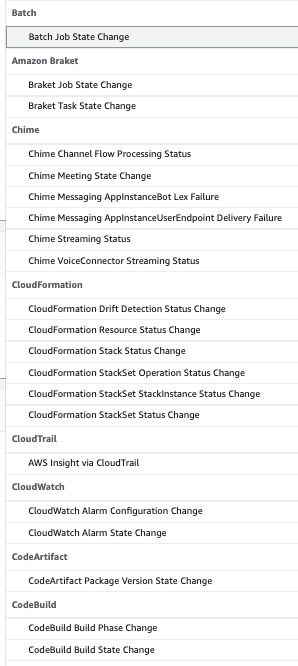 Batch
Batch Job State Change
Amazon Braket
Braket Job State Change
Braket Task State Change
Chime
Chime Channel Flow Processing Status
Chime Meeting State Change
Chime Messaging AppInstanceBot Lex Failure
Chime Messaging AppInstanceUserEndpoint Delivery Failure
Chime Streaming Status
Chime VoiceConnector Streaming Status
CloudFormation
CloudFormation Drift Detection Status Change
CloudFormation Resource Status Change
CloudFormation Stack Status Change
CloudFormation StackSet Operation Status Change
CloudFormation StackSet StackInstance Status Change
CloudFormation StackSet Status Change
CloudTrail
AWS Insight via CloudTrail
CloudWatch
CloudWatch Alarm Configuration Change
CloudWatch Alarm State Change
CodeArtifact
CodeArtifact Package Version State Change
CodeBuild
CodeBuild Build Phase Change
CodeBuild Build State Change